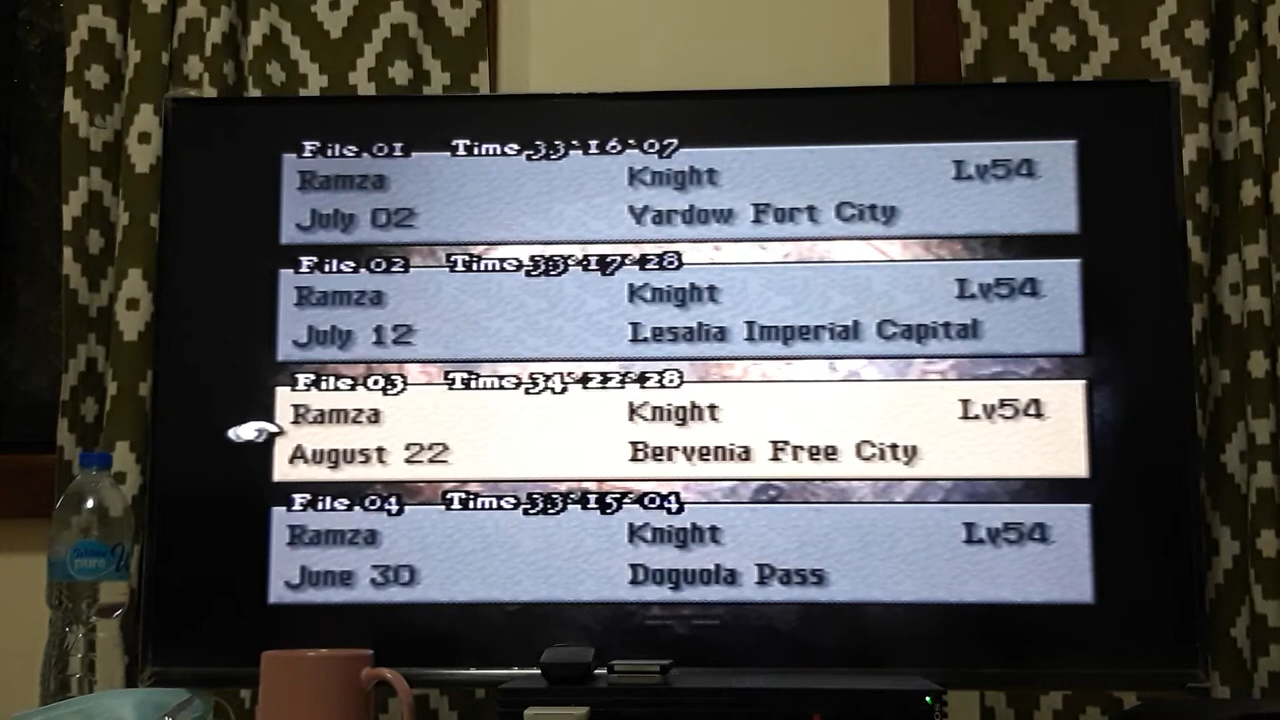 File.01 Time 33:16:07
Ramza Knight Lv54
July 02 Yardow Fort City
File.02 Time 33:17:28
Ramza Knight Lv54
July 12 Lesalia Imperial Capital
File.03 Time 34:22:28
Ramza Knight Lv54
August 22 Bervenia Free City
File.04 Time 33:15:04
Ramza Knight Lv54
June 30 Doguola Pass
pure